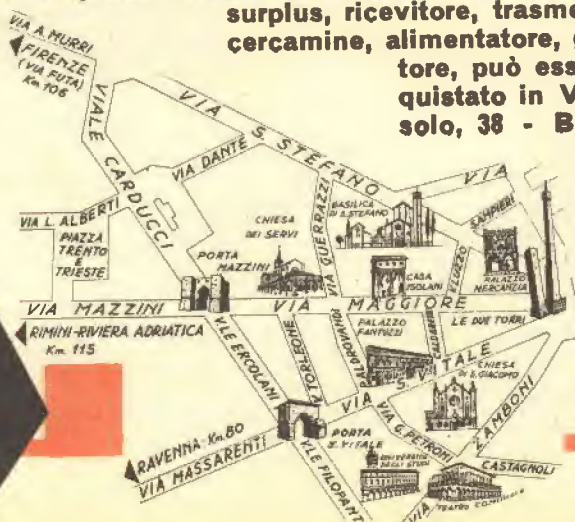 surplus, ricevitore, trasme
cercamine, alimentatore,
tore, può ess
quistato in V
solo, 38 - B
VIA A. MURRI
FIRENZE
(VIA FUTA)
Km 106
VIALE CARDUCCI
VIA S. STEFANO
VIA DANTE
VIA
VIA L. ALBERTI
PIAZZA
TRENTO
E
TRIESTE
CHIESA
DEI SERVI
VIA GUERRAZZI
BASILICA
DI S. STEFANO
SAMPIERI
PORTA
MAZZINI
CASA
ISOLANI
PALAZZO
MERCANZIA
VIA MAZZINI
VIA MAGGIORE
RIMINI-RIVIERA ADRIATICA
Km. 115
V.LE ERCOLANI
V. TORLEONE
PALAZZO
FANTUZZI
LE DUE TORRI
VIA S. VITALE
CHIESA
DI S. GIACOMO
RAVENNA-Km.80
VIA MASSARENTI
PORTA
S. VITALE
VIA G. PETRONI
ZAMBONI
V.LE FILOPANT
UNIVERSITÀ
DEGLI STUDI
CASTAGNOLI
VIA
TEATRO COMUNALE